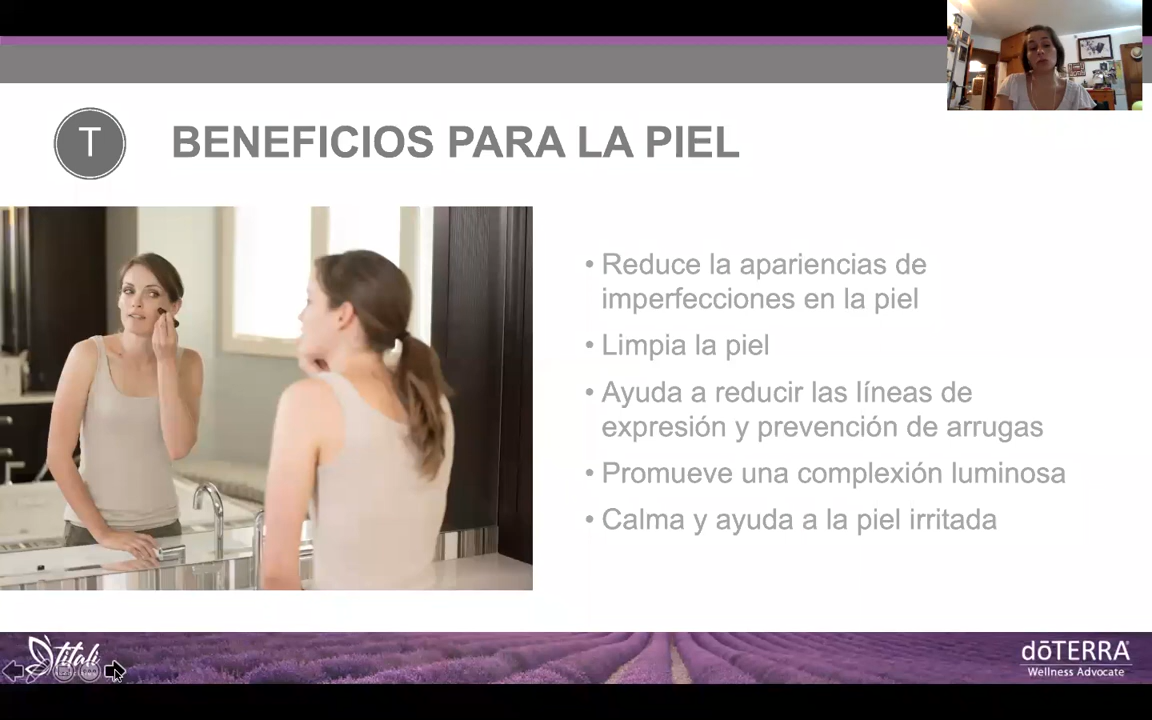 T
BENEFICIOS PARA LA PIEL
• Reduce la apariencias de
imperfecciones en la piel
• Limpia la piel
• Ayuda a reducir las líneas de
expresión y prevención de arrugas
• Promueve una complexión luminosa
• Calma y ayuda a la piel irritada
titali
dōTERRA
Wellness Advocate